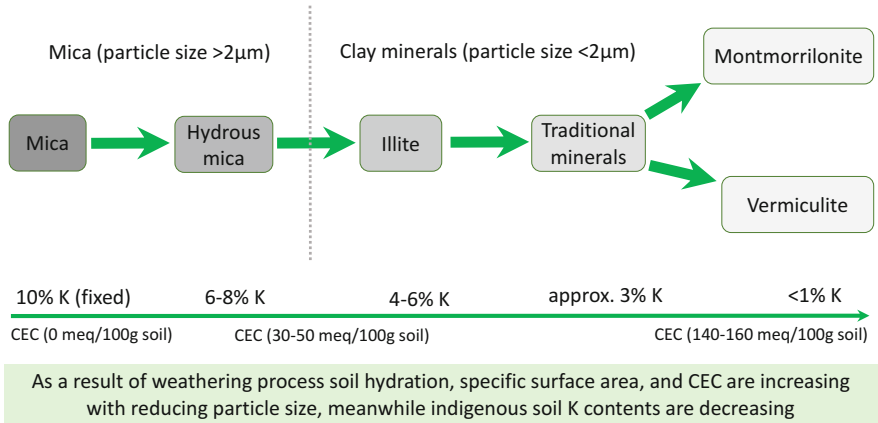 Mica (particle size >2μm)
Clay minerals (particle size <2μm)
Montmorrilonite
Mica
Hydrous
mica
Illite
Traditional
minerals
Vermiculite
10% K (fixed)
6-8% K
4-6% K
approx. 3% K
<1% K
CEC (0 meq/100g soil)
CEC (30-50 meq/100g soil)
CEC (140-160 meq/100g soil)
As a result of weathering process soil hydration, specific surface area, and CEC are increasing
with reducing particle size, meanwhile indigenous soil K contents are decreasing